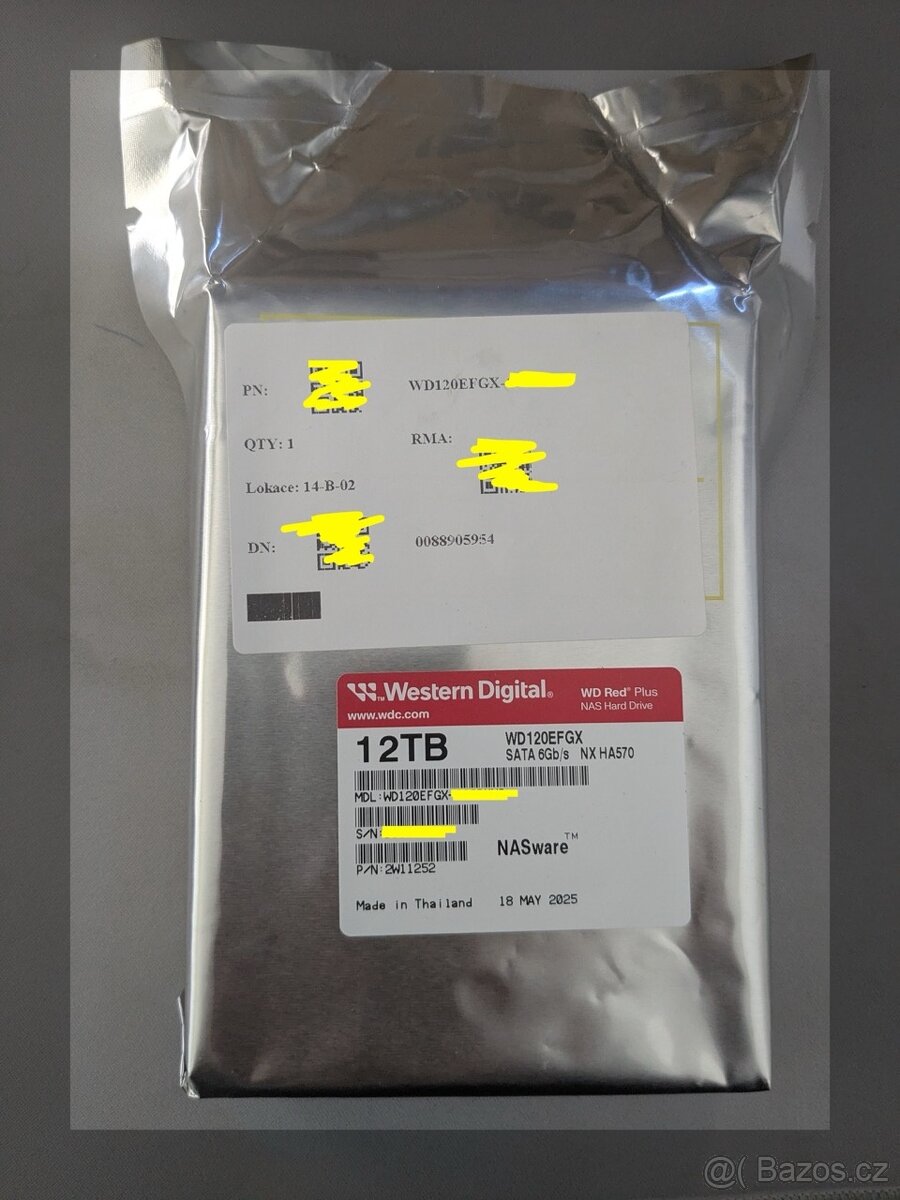 PN:
WD120EFGX-
QTY: 1
RMA:
Lokace: 14-B-02
DN:
0088905954
Western Digital®
www.wdc.com
WD Red® Plus
NAS Hard Drive
12TB
WD120EFGX
SATA 6Gb/s NX HA570
MDL:WD120EFGX-
S/N:
P/N:2W11252
NASware™
Made in Thailand 18 MAY 2025
@( Bazos.cz